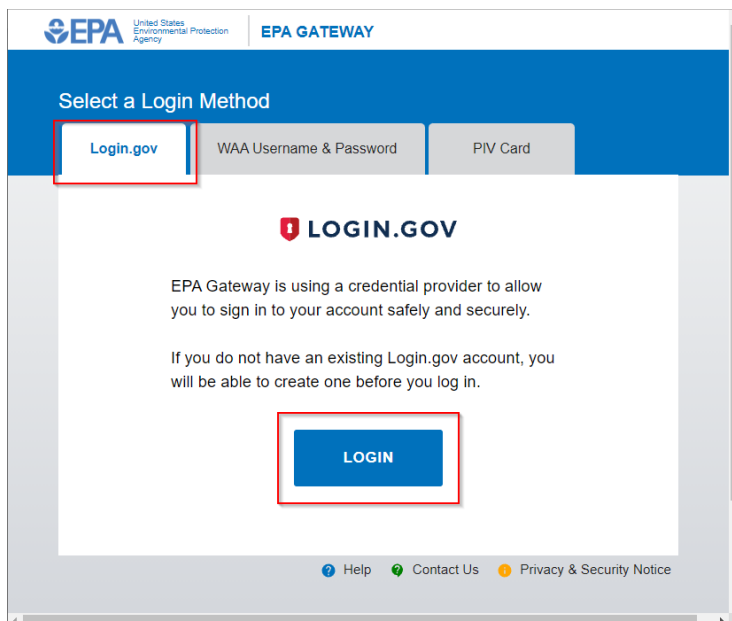 EPA
United States
Environmental Protection
Agency
EPA GATEWAY
Select a Login Method
Login.gov
WAA Username & Password
PIV Card
LOGIN.GOV
EPA Gateway is using a credential provider to allow
you to sign in to your account safely and securely.
If you do not have an existing Login.gov account, you
will be able to create one before you log in.
LOGIN
? Help ? Contact Us i Privacy & Security Notice